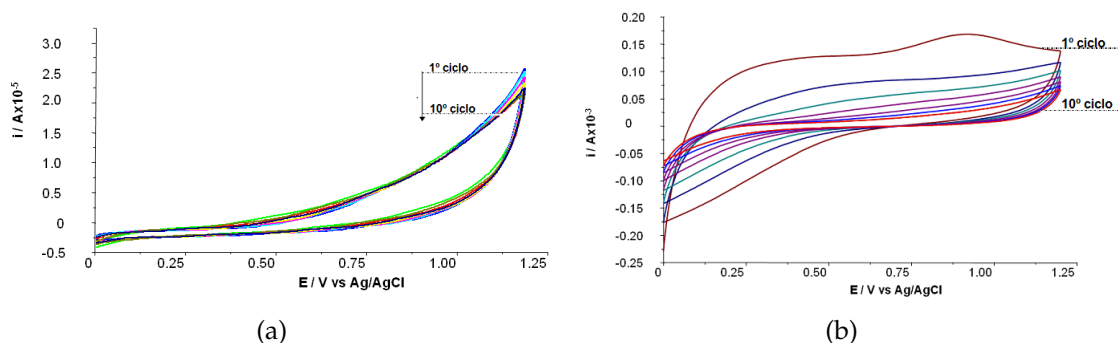 3.0
2.5
2.0
1.5
1.0
0
-0.5
i / Ax10-5
1º ciclo
10º ciclo
0
0.25
0.50
0.75
1.00
1.25
E / V vs Ag/AgCl
(a)
0.20
0.15
0.10
0.05
0
-0.05
-0.10
-0.15
-0.20
-0.25
i / Ax10-3
1º ciclo
10º ciclo
0
0.25
0.50
0.75
1.00
1.25
E / V vs Ag/AgCl
(b)